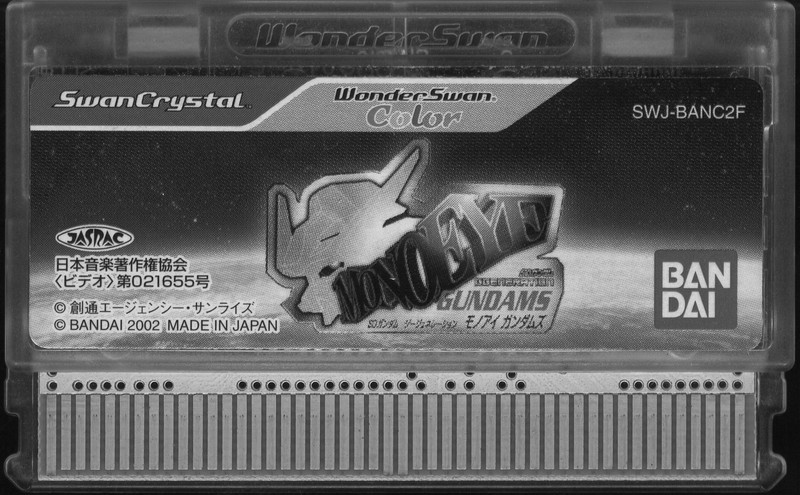 WonderSwan
SwanCrystal
WonderSwan
Color
SWJ-BANC2F
JASRAC
日本音楽著作権協会
〈ビデオ〉第021655号
© 創通エージェンシー・サンライズ
© BANDAI 2002 MADE IN JAPAN
MONOEYE
GGENERATION
GUNDAMS
SDガンダム ジージェネレーション モノアイ ガンダムズ
BAN
DAI